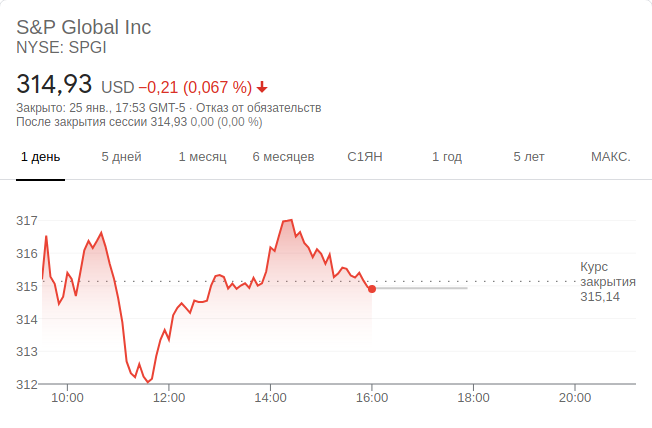 S&P Global Inc
NYSE: SPGI
314,93 USD −0,21 (0,067 %)
Закрыто: 25 янв., 17:53 GMT-5 · Отказ от обязательств
После закрытия сессии 314,93 0,00 (0,00 %)
1 день 5 дней 1 месяц 6 месяцев С1ЯН 1 год 5 лет МАКС.
317
316
Курс
закрытия
315
315,14
314
313
312
10:00 12:00 14:00 16:00 18:00 20:00